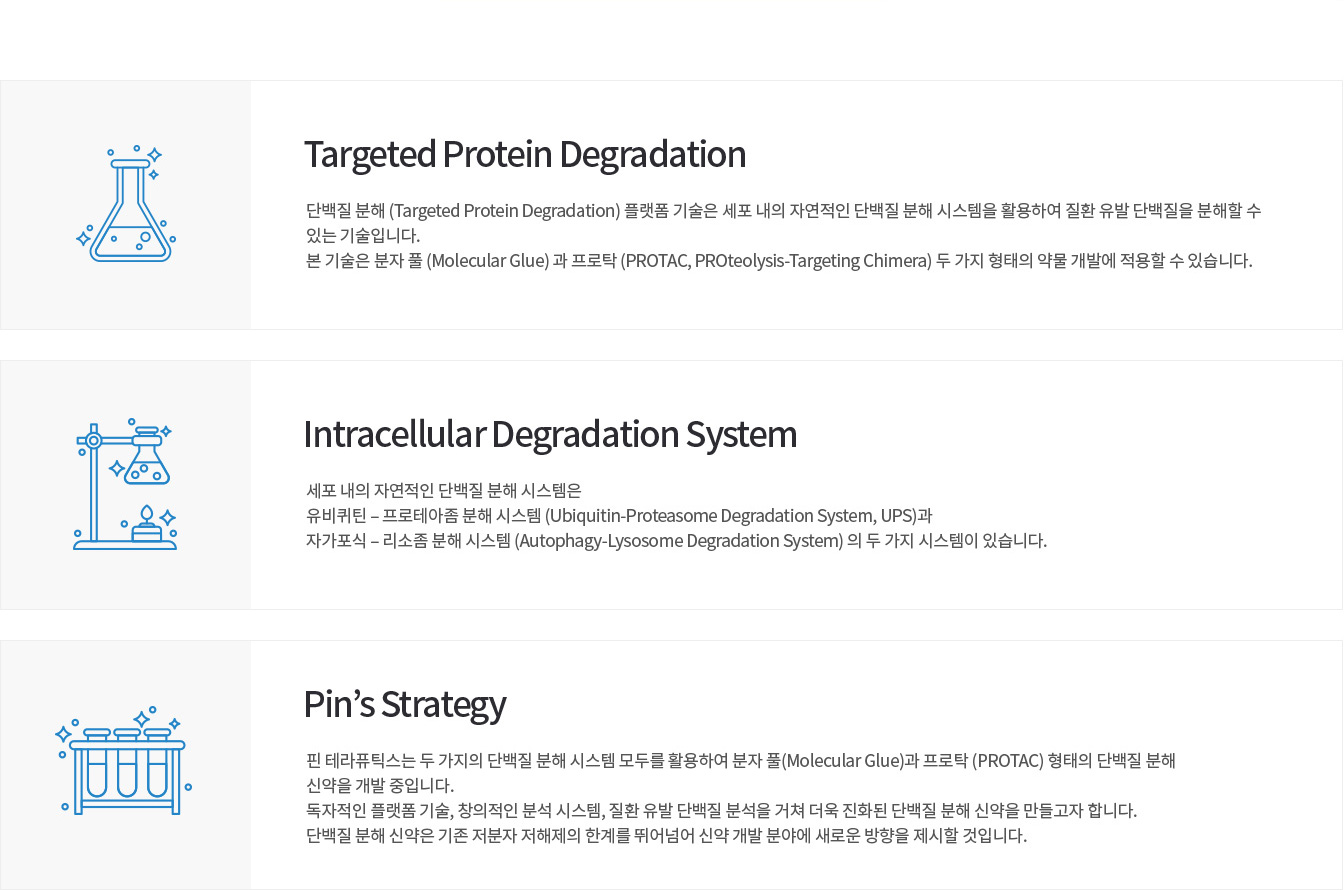 Targeted Protein Degradation
단백질 분해 (Targeted Protein Degradation) 플랫폼 기술은 세포 내의 자연적인 단백질 분해 시스템을 활용하여 질환 유발 단백질을 분해할 수
있는 기술입니다.
본 기술은 분자 풀 (Molecular Glue) 과 프로탁 (PROTAC, PROteolysis-Targeting Chimera) 두 가지 형태의 약물 개발에 적용할 수 있습니다.
Intracellular Degradation System
세포 내의 자연적인 단백질 분해 시스템은
유비퀴틴 – 프로테아좀 분해 시스템 (Ubiquitin-Proteasome Degradation System, UPS)과
자가포식 – 리소좀 분해 시스템 (Autophagy-Lysosome Degradation System) 의 두 가지 시스템이 있습니다.
Pin’s Strategy
핀 테라퓨틱스는 두 가지의 단백질 분해 시스템 모두를 활용하여 분자 풀(Molecular Glue)과 프로탁 (PROTAC) 형태의 단백질 분해
신약을 개발 중입니다.
독자적인 플랫폼 기술, 창의적인 분석 시스템, 질환 유발 단백질 분석을 거쳐 더욱 진화된 단백질 분해 신약을 만들고자 합니다.
단백질 분해 신약은 기존 저분자 저해제의 한계를 뛰어넘어 신약 개발 분야에 새로운 방향을 제시할 것입니다.